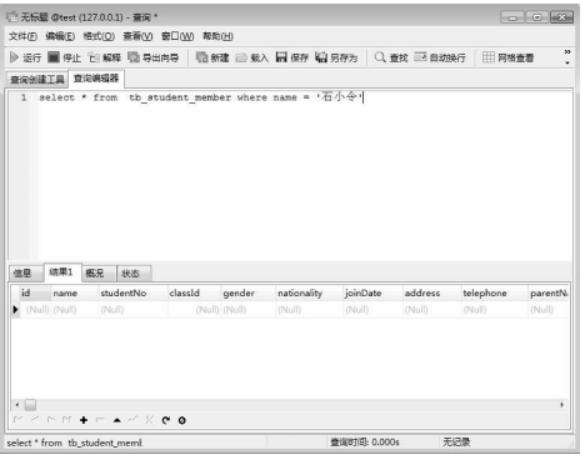 无标题 @test (127.0.0.1) - 查询 *
文件(F) 编辑(E) 格式(O) 查看(V) 窗口(W) 帮助(H)
运行 停止 解释 导出向导 新建 载入 保存 另存为 查找 自动换行 网格查看 »
查询创建工具 查询编辑器
1 select * from tb_student_member where name = '石小令'
信息 结果1 概况 状态
id name studentNo classId gender nationality joinDate address telephone parentN
(Null) (Null) (Null) (Null) (Null) (Null) (Null) (Null) (Null) (Null)
select * from tb_student_meml 查询时间: 0.000s 无记录